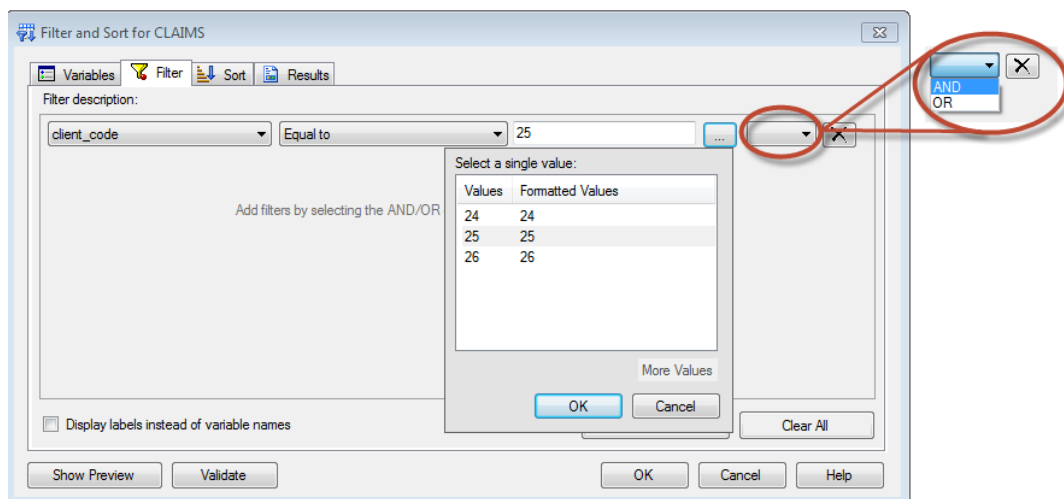 Filter and Sort for CLAIMS
Variables Filter Sort Results
Filter description:
client_code Equal to 25 ...
AND
OR
Select a single value:
Values Formatted Values
24 24
25 25
26 26
Add filters by selecting the AND/OR
More Values
OK Cancel
Display labels instead of variable names
Clear All
Show Preview Validate OK Cancel Help